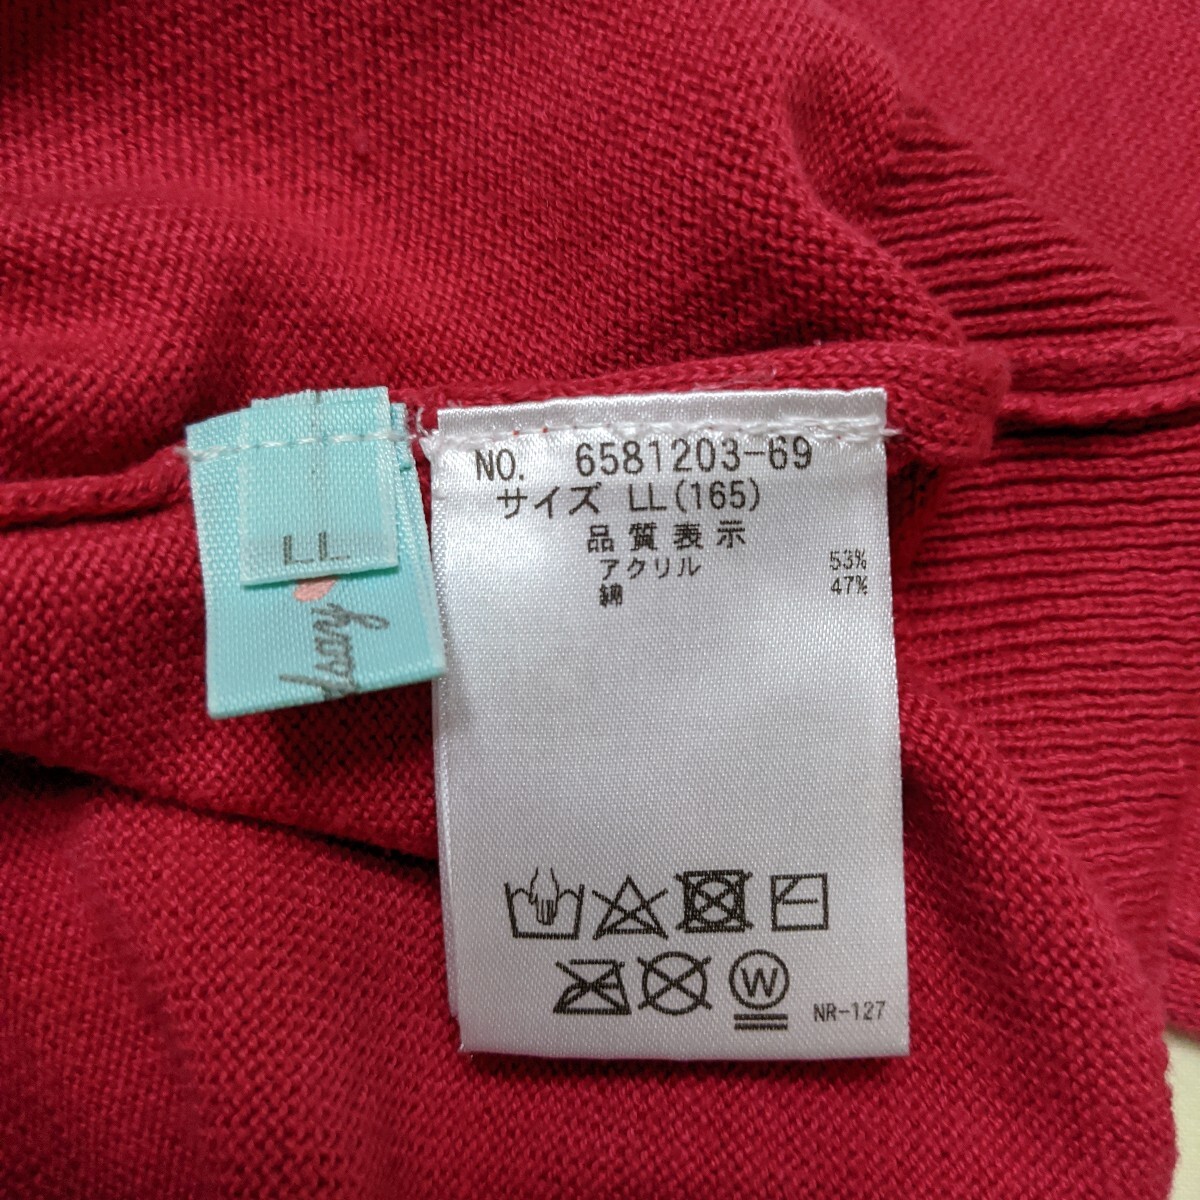 NO. 6581203-69
サイズ LL(165)
品質表示
アクリル 53%
綿 47%
W
NR-127
LL